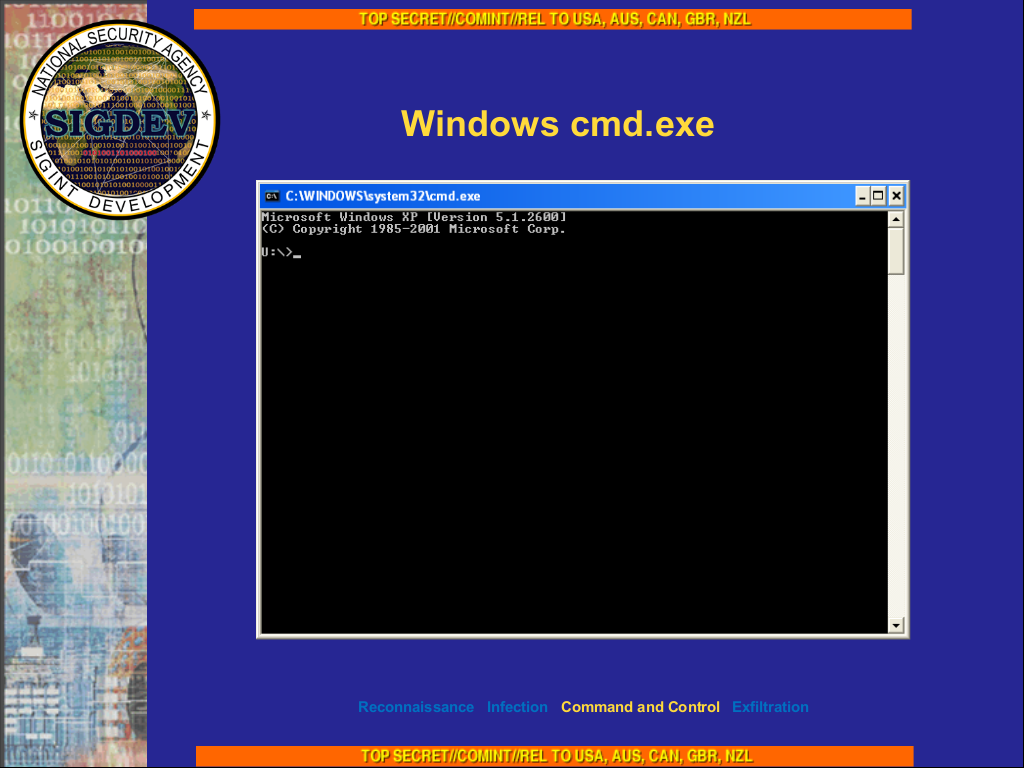 TOP SECRET//COMINT//REL TO USA, AUS, CAN, GBR, NZL
NATIONAL SECURITY AGENCY
SIGDEV
SIGINT DEVELOPMENT
Windows cmd.exe
C:\WINDOWS\system32\cmd.exe
Microsoft Windows XP [Version 5.1.2600]
(C) Copyright 1985-2001 Microsoft Corp.
U:\>_
Reconnaissance Infection Command and Control Exfiltration
TOP SECRET//COMINT//REL TO USA, AUS, CAN, GBR, NZL